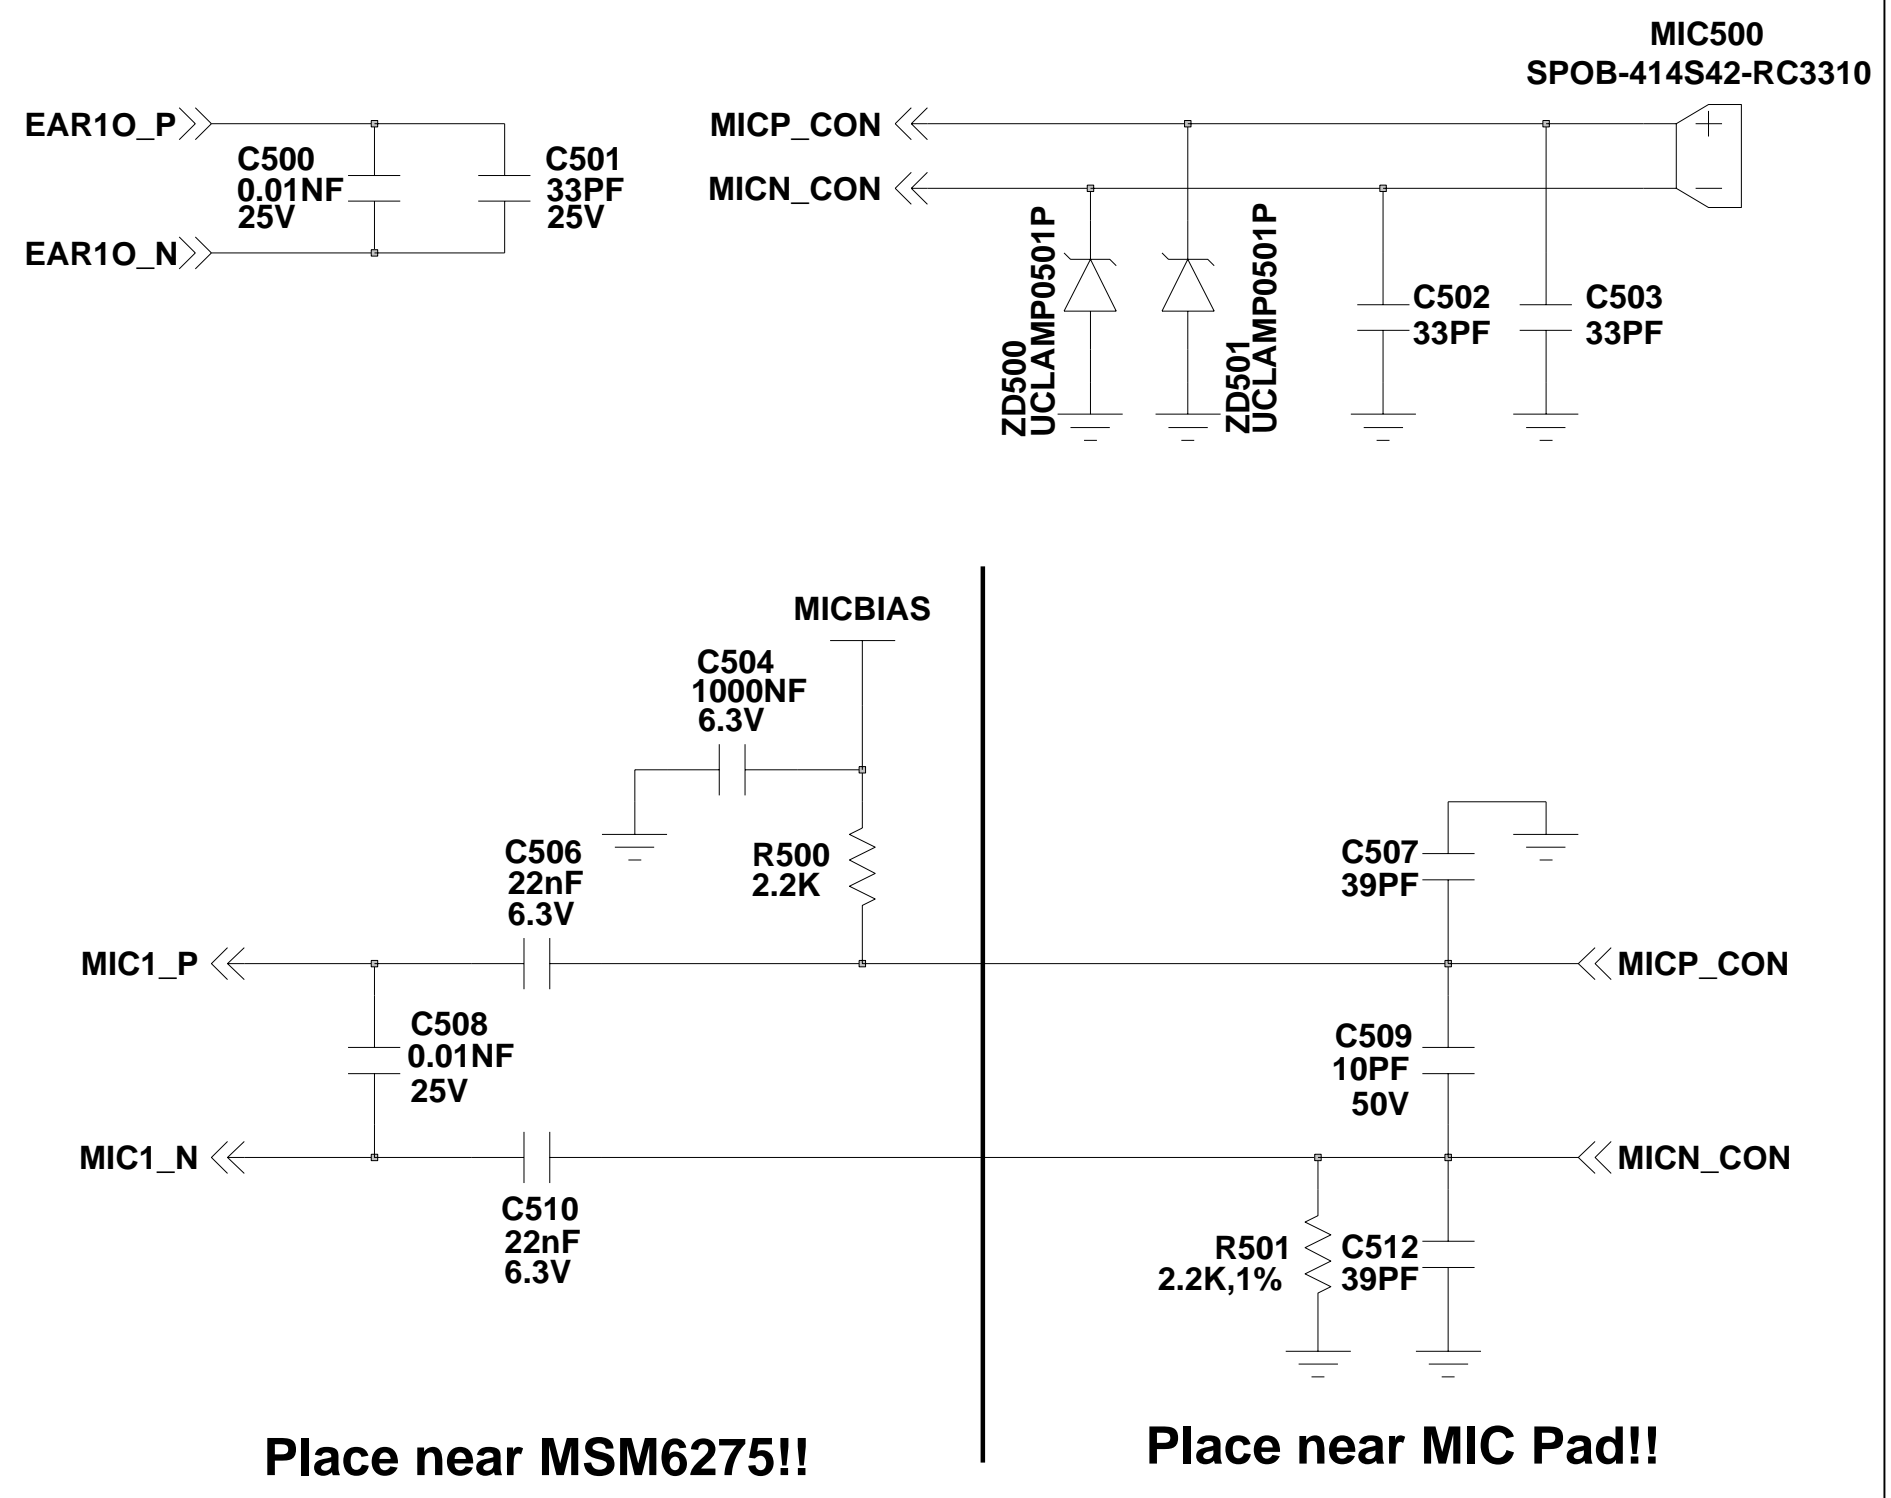 MIC500
SPOB-414S42-RC3310
EAR1O_P
C500
0.01NF
25V
C501
33PF
25V
EAR1O_N
MICP_CON
MICN_CON
ZD500
UCLAMP0501P
ZD501
UCLAMP0501P
C502
33PF
C503
33PF
MICBIAS
C504
1000NF
6.3V
C506
22nF
6.3V
R500
2.2K
C507
39PF
MIC1_P
MICP_CON
C508
0.01NF
25V
C509
10PF
50V
MIC1_N
MICN_CON
C510
22nF
6.3V
R501
2.2K,1%
C512
39PF
Place near MSM6275!!
Place near MIC Pad!!